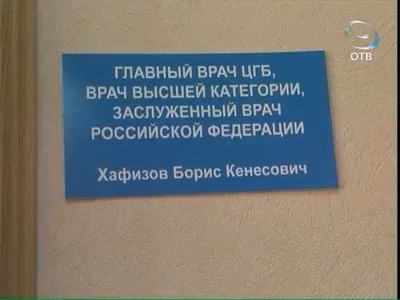 ОТВ
ГЛАВНЫЙ ВРАЧ ЦГБ,
ВРАЧ ВЫСШЕЙ КАТЕГОРИИ,
ЗАСЛУЖЕННЫЙ ВРАЧ
РОССИЙСКОЙ ФЕДЕРАЦИИ
Хафизов Борис Кенесович